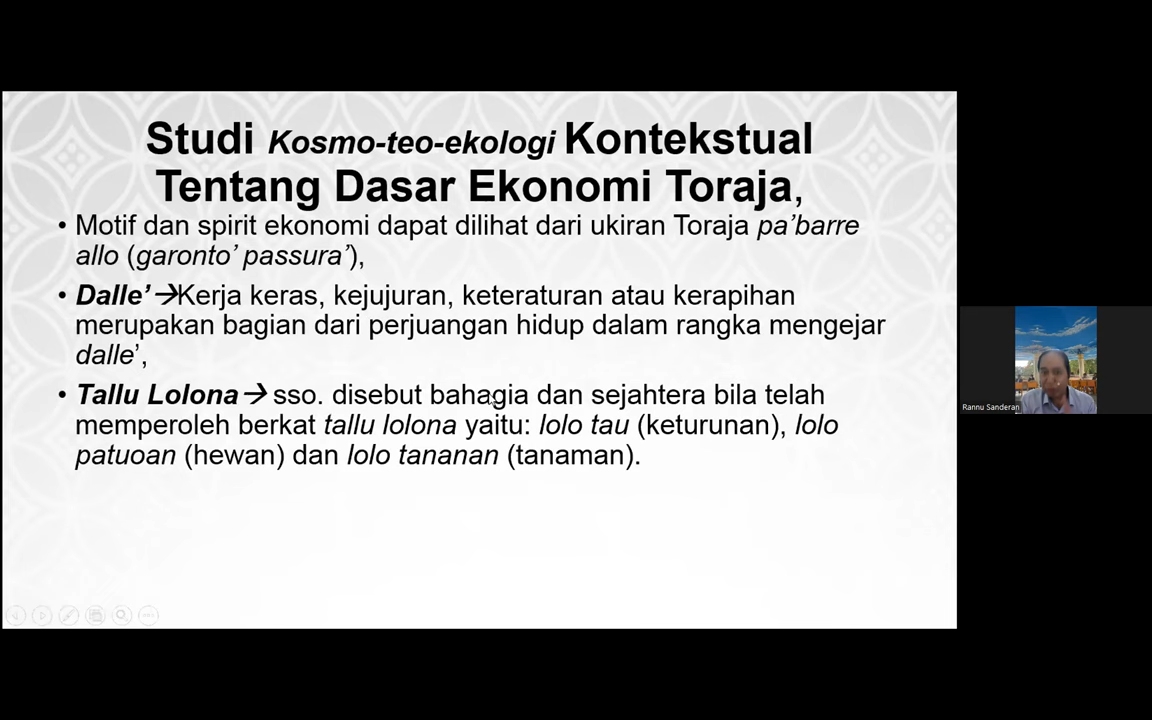 Studi Kosmo-teo-ekologi Kontekstual
Tentang Dasar Ekonomi Toraja,
• Motif dan spirit ekonomi dapat dilihat dari ukiran Toraja pa’barre
allo (garonto’ passura’),
• Dalle’→Kerja keras, kejujuran, keteraturan atau kerapihan
merupakan bagian dari perjuangan hidup dalam rangka mengejar
dalle’,
• Tallu Lolona→ sso. disebut bahagia dan sejahtera bila telah
memperoleh berkat tallu lolona yaitu: lolo tau (keturunan), lolo
patuoan (hewan) dan lolo tananan (tanaman).
Rannu Sanderan